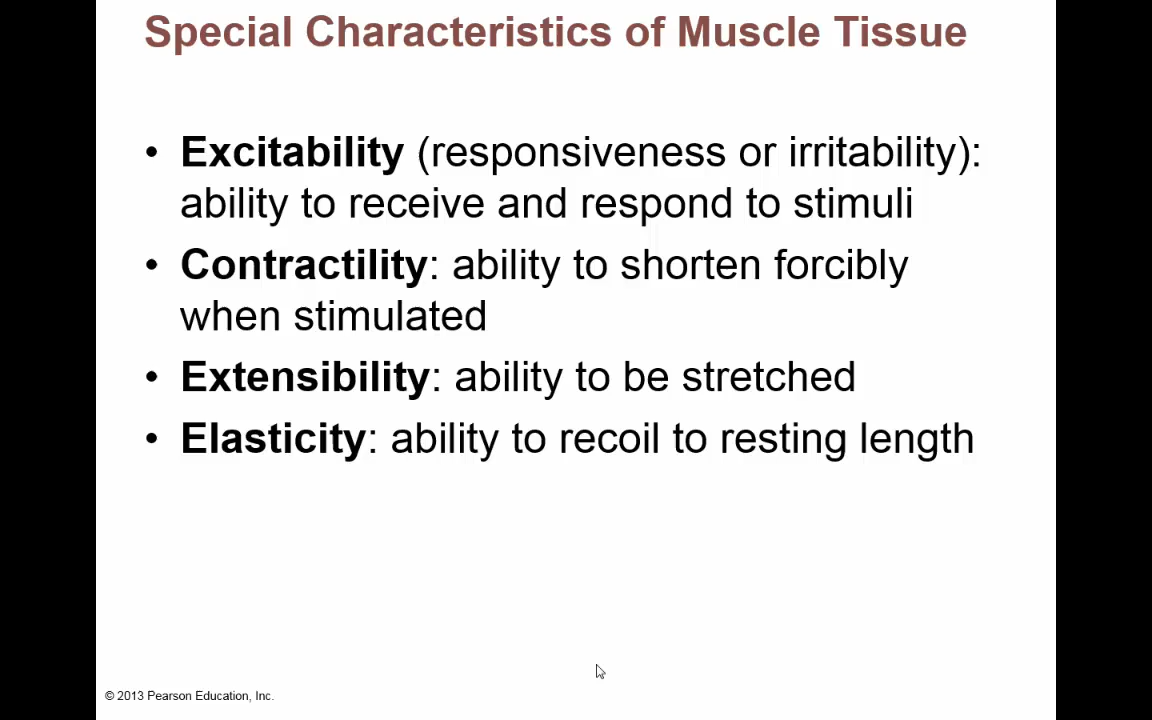 Special Characteristics of Muscle Tissue
• Excitability (responsiveness or irritability):
ability to receive and respond to stimuli
• Contractility: ability to shorten forcibly
when stimulated
• Extensibility: ability to be stretched
• Elasticity: ability to recoil to resting length
© 2013 Pearson Education, Inc.